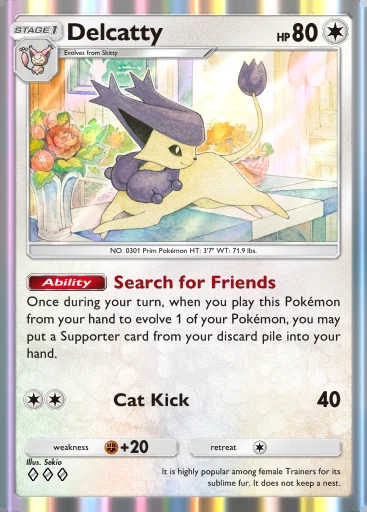 STAGE 1
Delcatty
HP 80
Evolves from Skitty
NO. 0301 Prim Pokémon HT: 3'7" WT: 71.9 lbs.
Ability Search for Friends
Once during your turn, when you play this Pokémon
from your hand to evolve 1 of your Pokémon, you may
put a Supporter card from your discard pile into your
hand.
Cat Kick 40
weakness +20 retreat
Illus. Sekio
It is highly popular among female Trainers for its
sublime fur. It does not keep a nest.